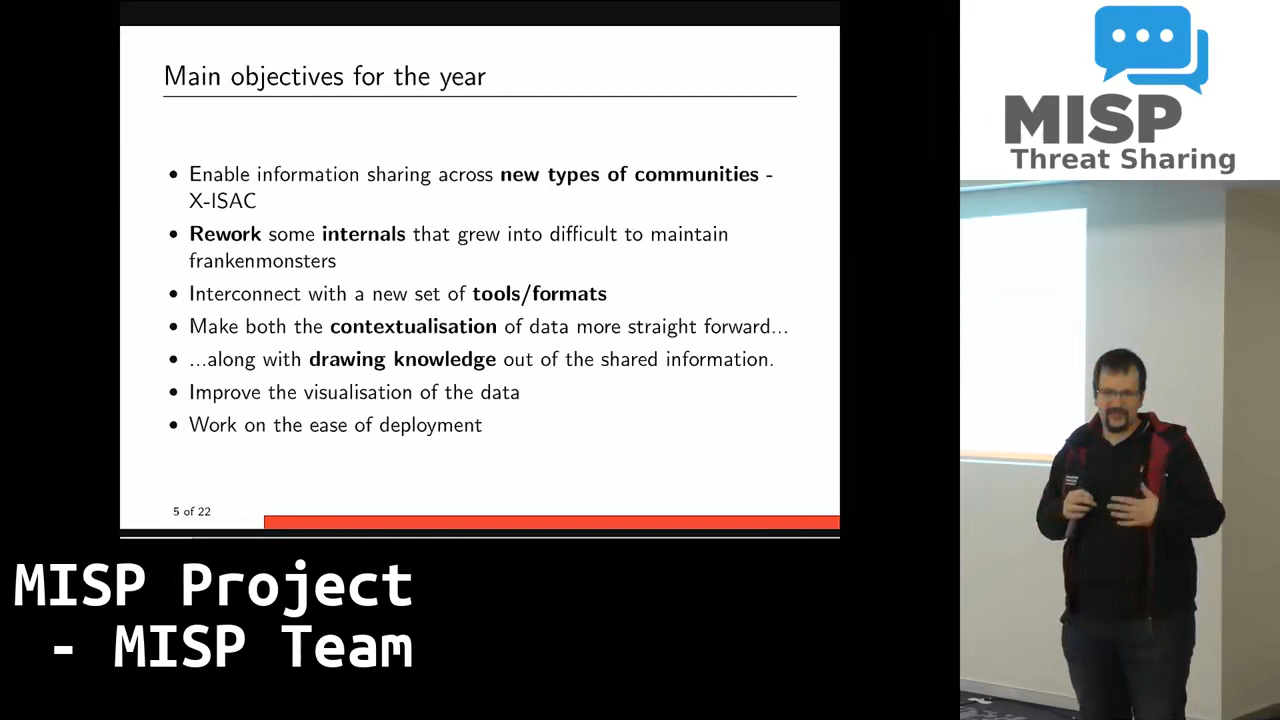 Main objectives for the year
• Enable information sharing across new types of communities -
X-ISAC
• Rework some internals that grew into difficult to maintain
frankenmonsters
• Interconnect with a new set of tools/formats
• Make both the contextualisation of data more straight forward...
• ...along with drawing knowledge out of the shared information.
• Improve the visualisation of the data
• Work on the ease of deployment
5 of 22
MISP
Threat Sharing
MISP Project
- MISP Team